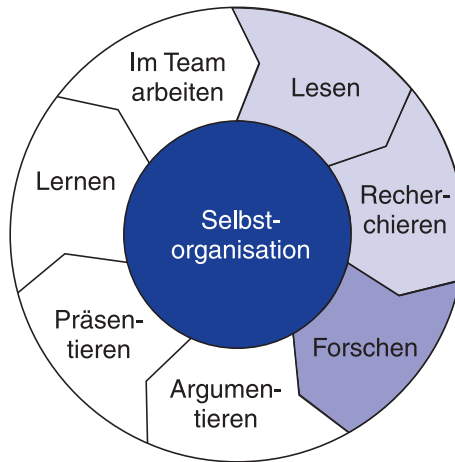 Im Team
arbeiten
Lesen
Recher-
chieren
Forschen
Argumen-
tieren
Präsen-
tieren
Lernen
Selbst-
organisation